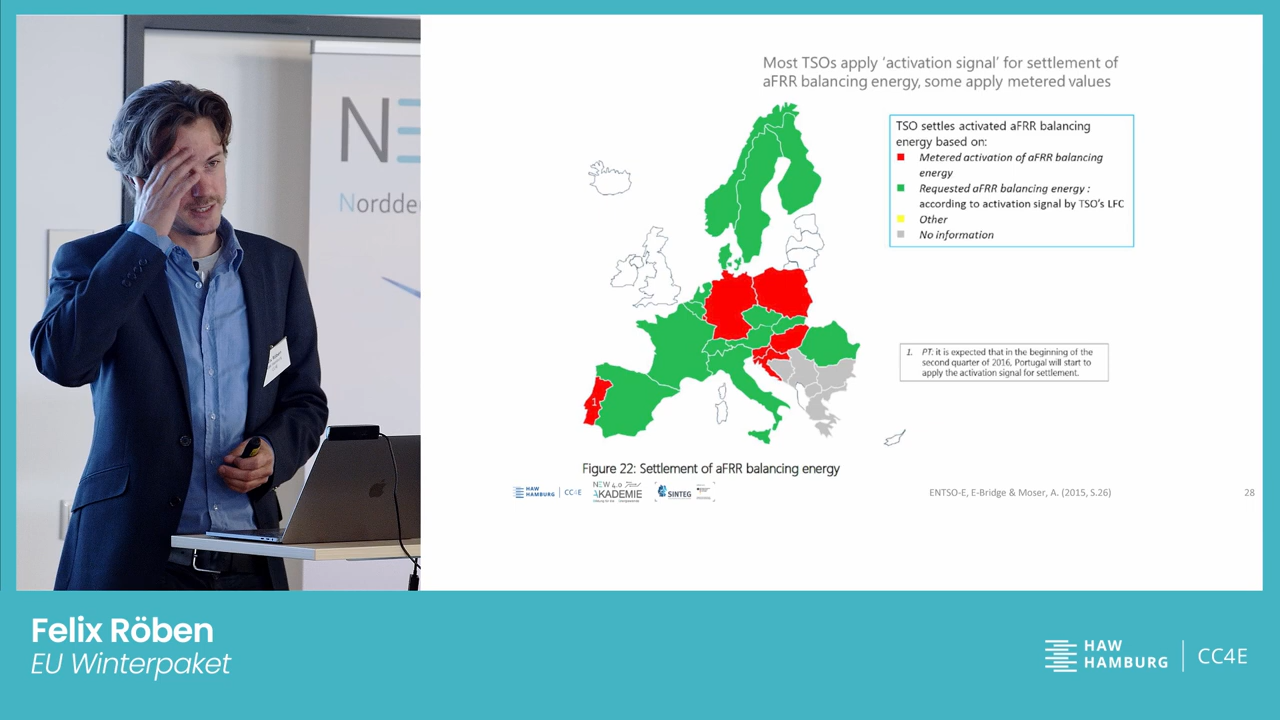 NE
Nordde
Röben
Most TSOs apply ‘activation signal’ for settlement of
aFRR balancing energy, some apply metered values
TSO settles activated aFRR balancing
energy based on:
Metered activation of aFRR balancing
energy
Requested aFRR balancing energy :
according to activation signal by TSO's LFC
Other
No information
1
1. PT: it is expected that in the beginning of the
second quarter of 2016, Portugal will start to
apply the activation signal for settlement.
Figure 22: Settlement of aFRR balancing energy
HAW
HAMBURG
CC4E
NEW 4.0
AKADEMIE
SINTEG
ENTSO-E, E-Bridge & Moser, A. (2015, S.26)
28
Felix Röben
EU Winterpaket
HAW
HAMBURG
CC4E